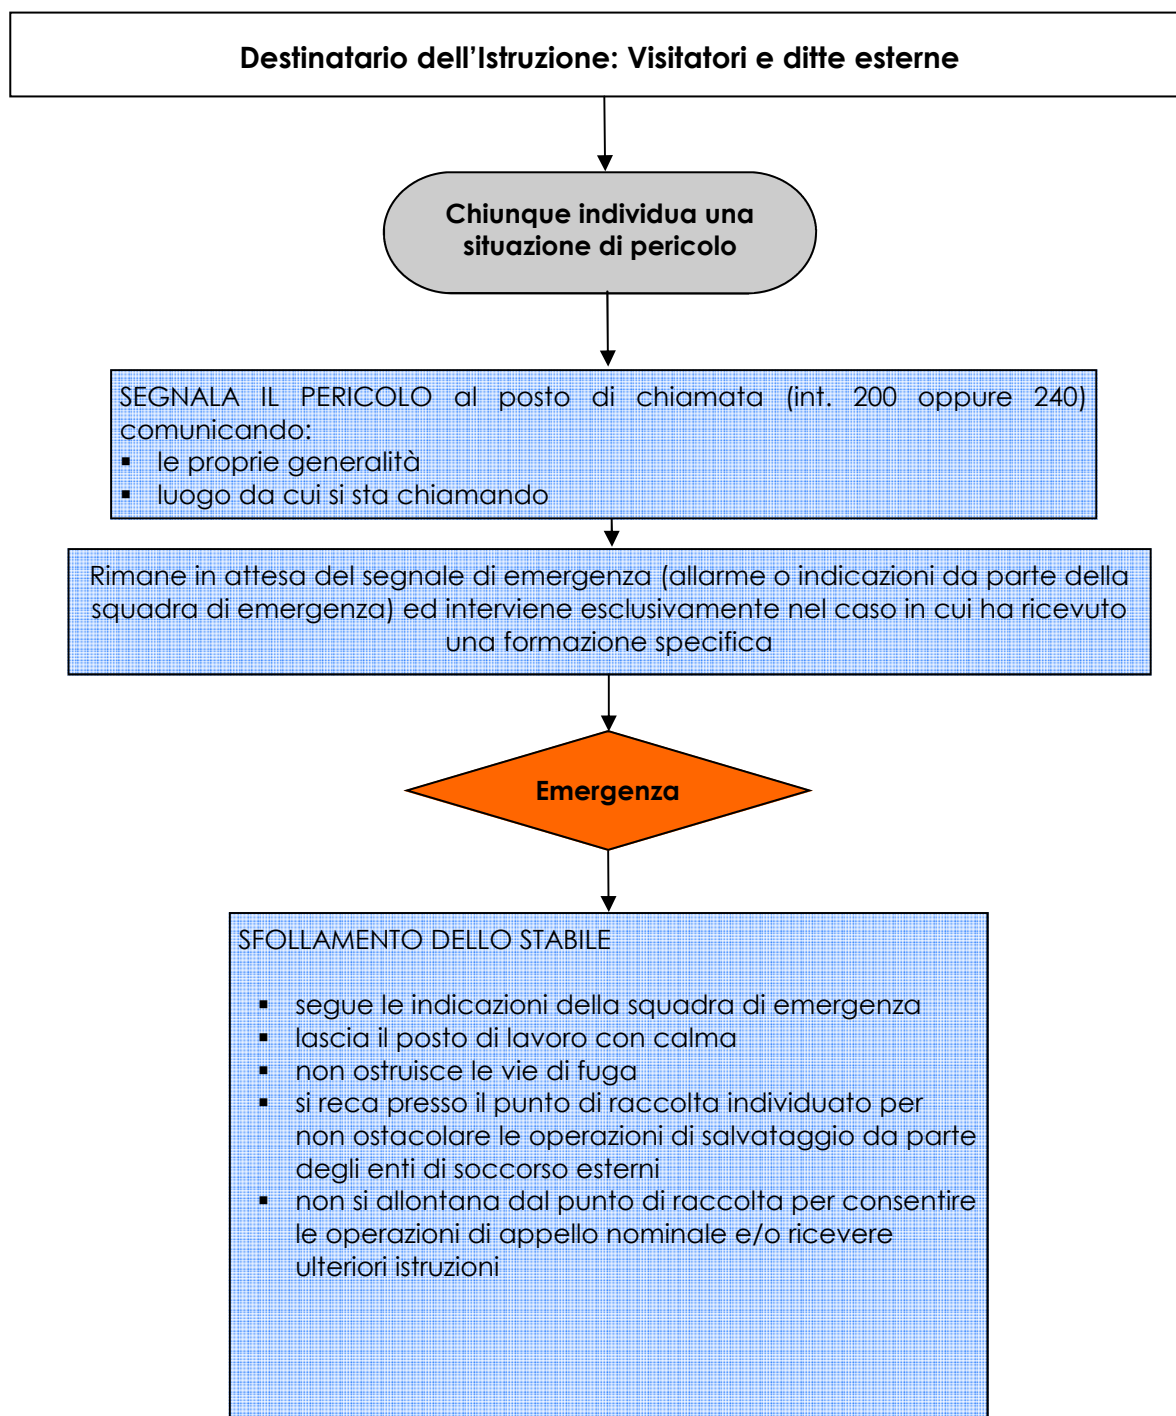 Destinatario dell’Istruzione: Visitatori e ditte esterne
Chiunque individua una
situazione di pericolo
SEGNALA IL PERICOLO al posto di chiamata (int. 200 oppure 240)
comunicando:
▪ le proprie generalità
▪ luogo da cui si sta chiamando
Rimane in attesa del segnale di emergenza (allarme o indicazioni da parte della
squadra di emergenza) ed interviene esclusivamente nel caso in cui ha ricevuto
una formazione specifica
Emergenza
SFOLLAMENTO DELLO STABILE
▪ segue le indicazioni della squadra di emergenza
▪ lascia il posto di lavoro con calma
▪ non ostruisce le vie di fuga
▪ si reca presso il punto di raccolta individuato per
non ostacolare le operazioni di salvataggio da parte
degli enti di soccorso esterni
▪ non si allontana dal punto di raccolta per consentire
le operazioni di appello nominale e/o ricevere
ulteriori istruzioni